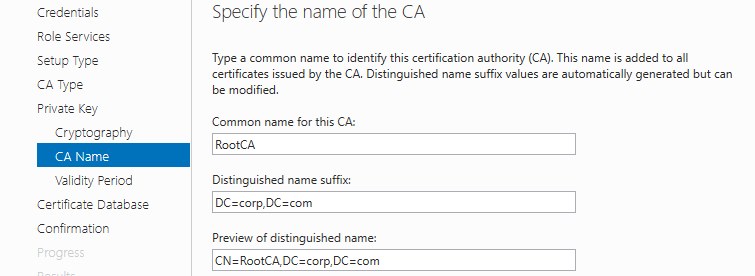 Credentials
Role Services
Setup Type
CA Type
Private Key
Cryptography
CA Name
Validity Period
Certificate Database
Confirmation
Progress
Results
Specify the name of the CA
Type a common name to identify this certification authority (CA). This name is added to all
certificates issued by the CA. Distinguished name suffix values are automatically generated but can
be modified.
Common name for this CA:
RootCA
Distinguished name suffix:
DC=corp,DC=com
Preview of distinguished name:
CN=RootCA,DC=corp,DC=com